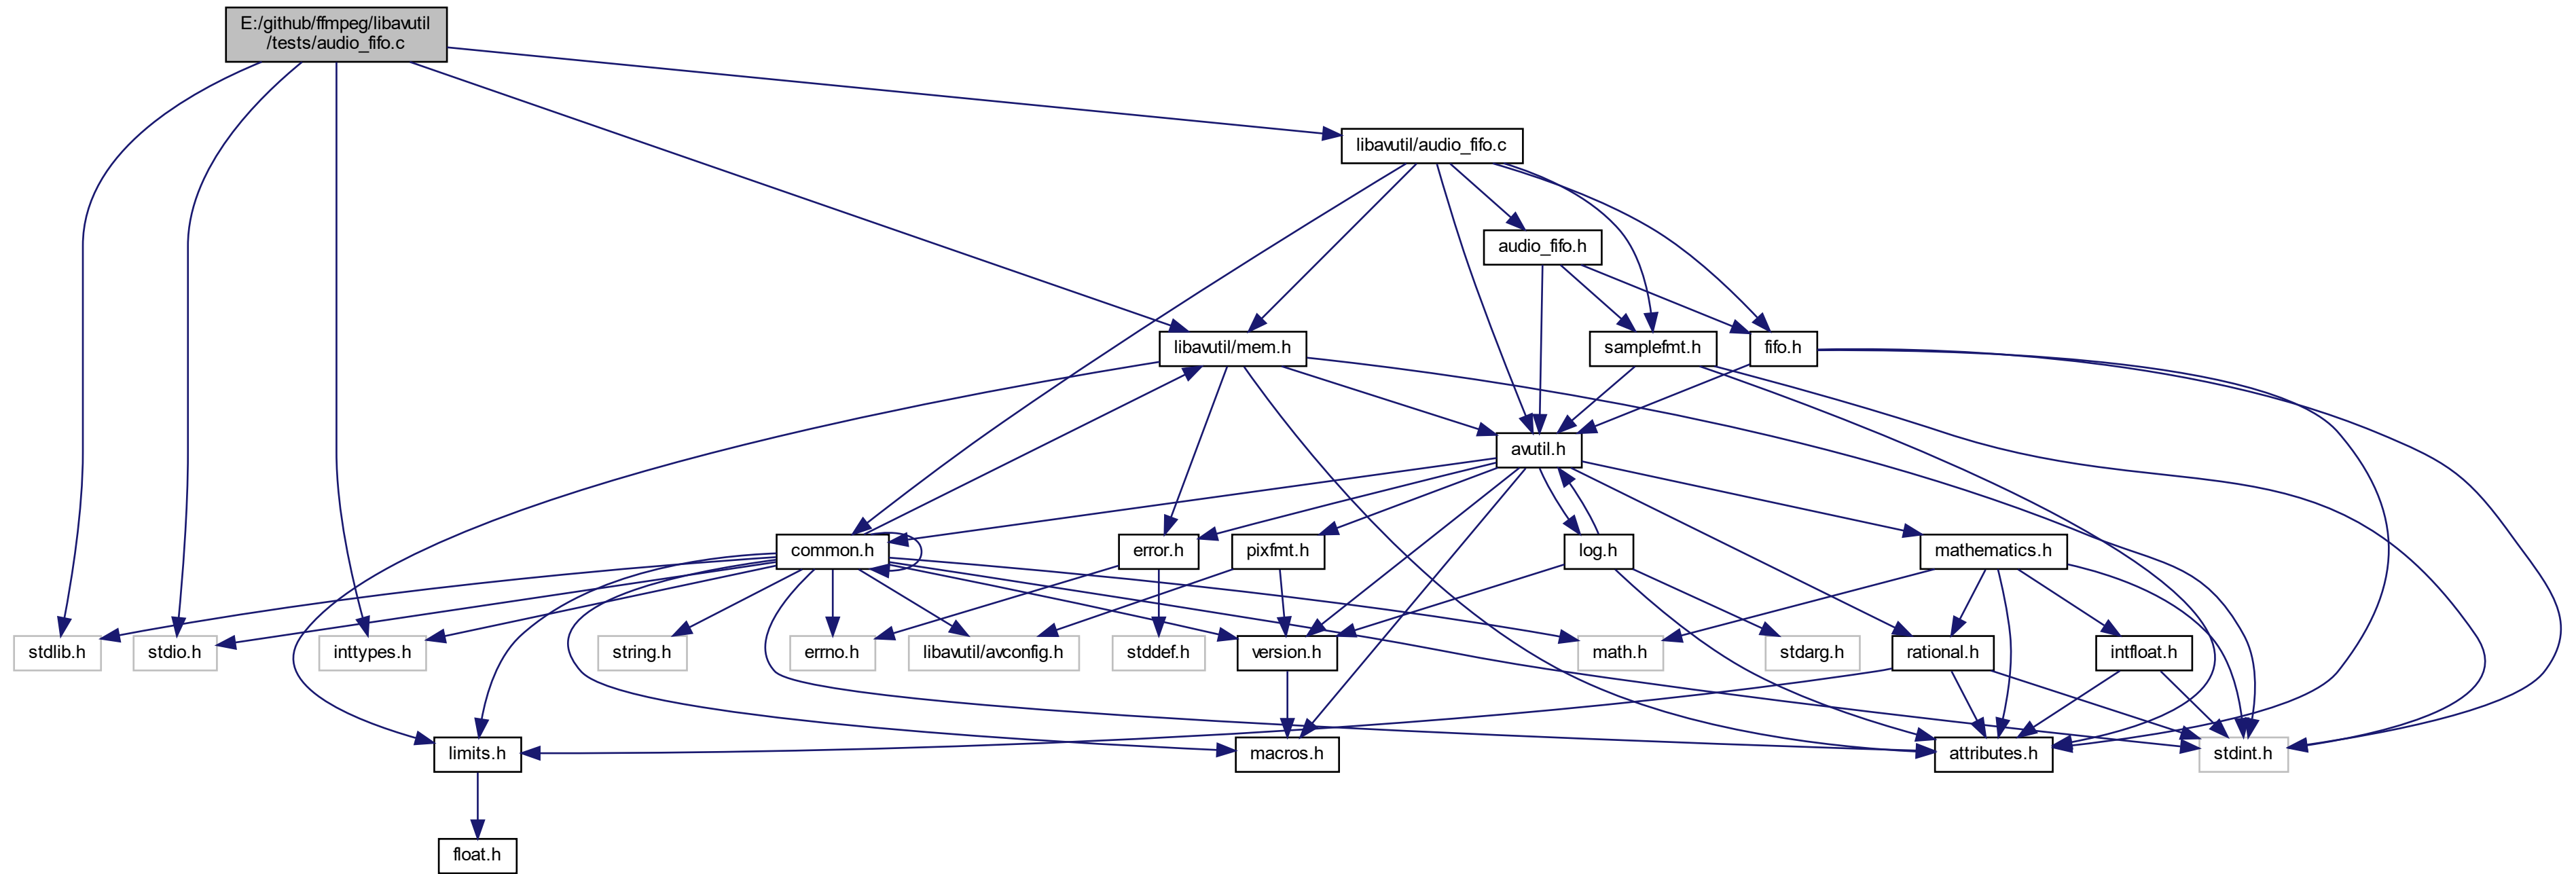 E:/github/ffmpeg/libavutil
/tests/audio_fifo.c
libavutil/audio_fifo.c
audio_fifo.h
libavutil/mem.h
samplefmt.h
fifo.h
avutil.h
common.h
error.h
pixfmt.h
log.h
mathematics.h
stdlib.h
stdio.h
inttypes.h
string.h
errno.h
libavutil/avconfig.h
stddef.h
version.h
math.h
stdarg.h
rational.h
intfloat.h
limits.h
macros.h
attributes.h
stdint.h
float.h